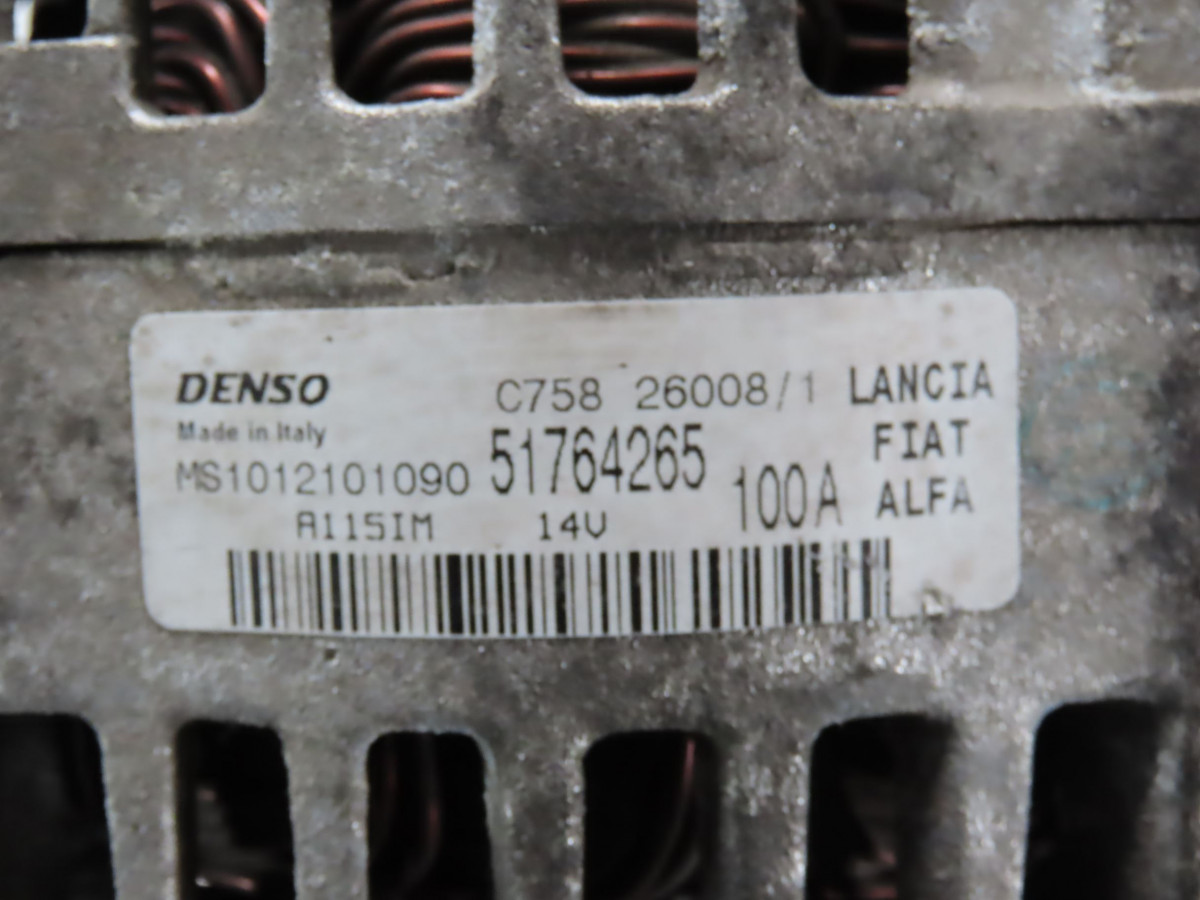 DENSO C758 26008/1 LANCIA
Made in Italy 51764265 FIAT
MS1012101090 100A ALFA
A115IM 14V